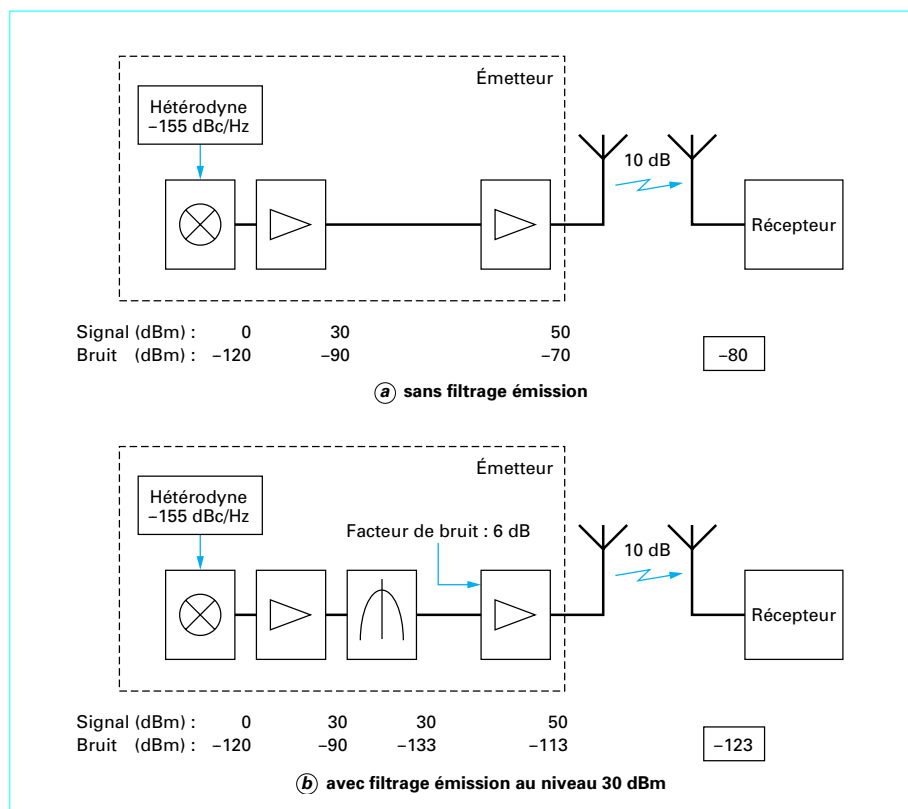 Émetteur
Hétérodyne
–155 dBc/Hz
10 dB
Récepteur
Signal (dBm) : 0 30 50
Bruit (dBm) : –120 –90 –70 –80
a sans filtrage émission
Émetteur
Hétérodyne
–155 dBc/Hz
Facteur de bruit : 6 dB
10 dB
Récepteur
Signal (dBm) : 0 30 30 50
Bruit (dBm) : –120 –90 –133 –113 –123
b avec filtrage émission au niveau 30 dBm